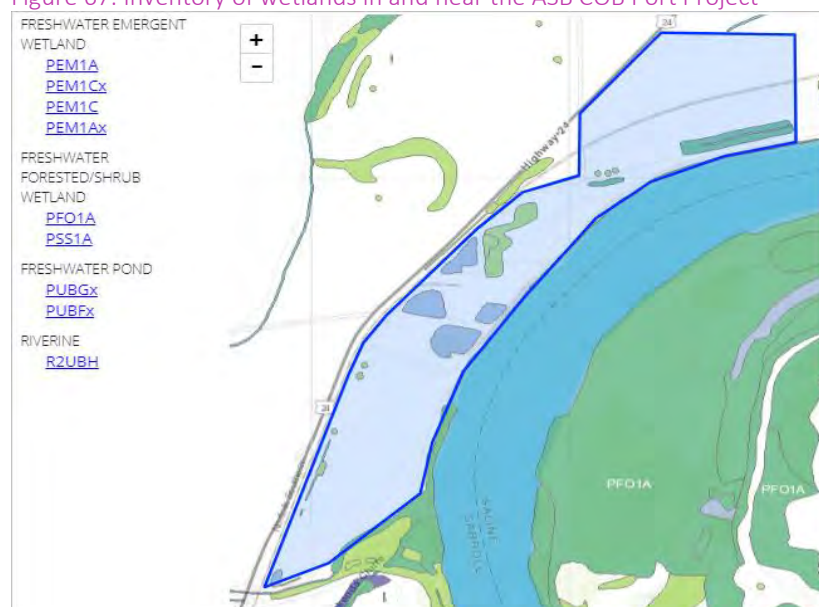 Figure 67. Inventory of wetlands in and near the ASB COB Port Project
FRESHWATER EMERGENT
WETLAND
PEM1A
PEM1Cx
PEM1C
PEM1Ax
FRESHWATER
FORESTED/SHRUB
WETLAND
PFO1A
PSS1A
FRESHWATER POND
PUBGx
PUBFx
RIVERINE
R2UBH
+
−
24
Highway 24
24
PFO1A
PFO1A
SALINE